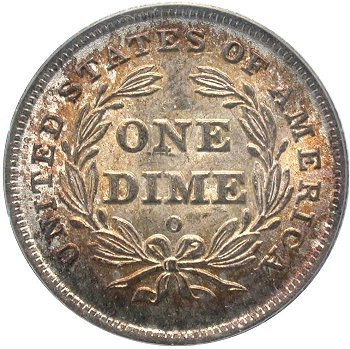 UNITED STATES OF AMERICA
ONE
DIME
O